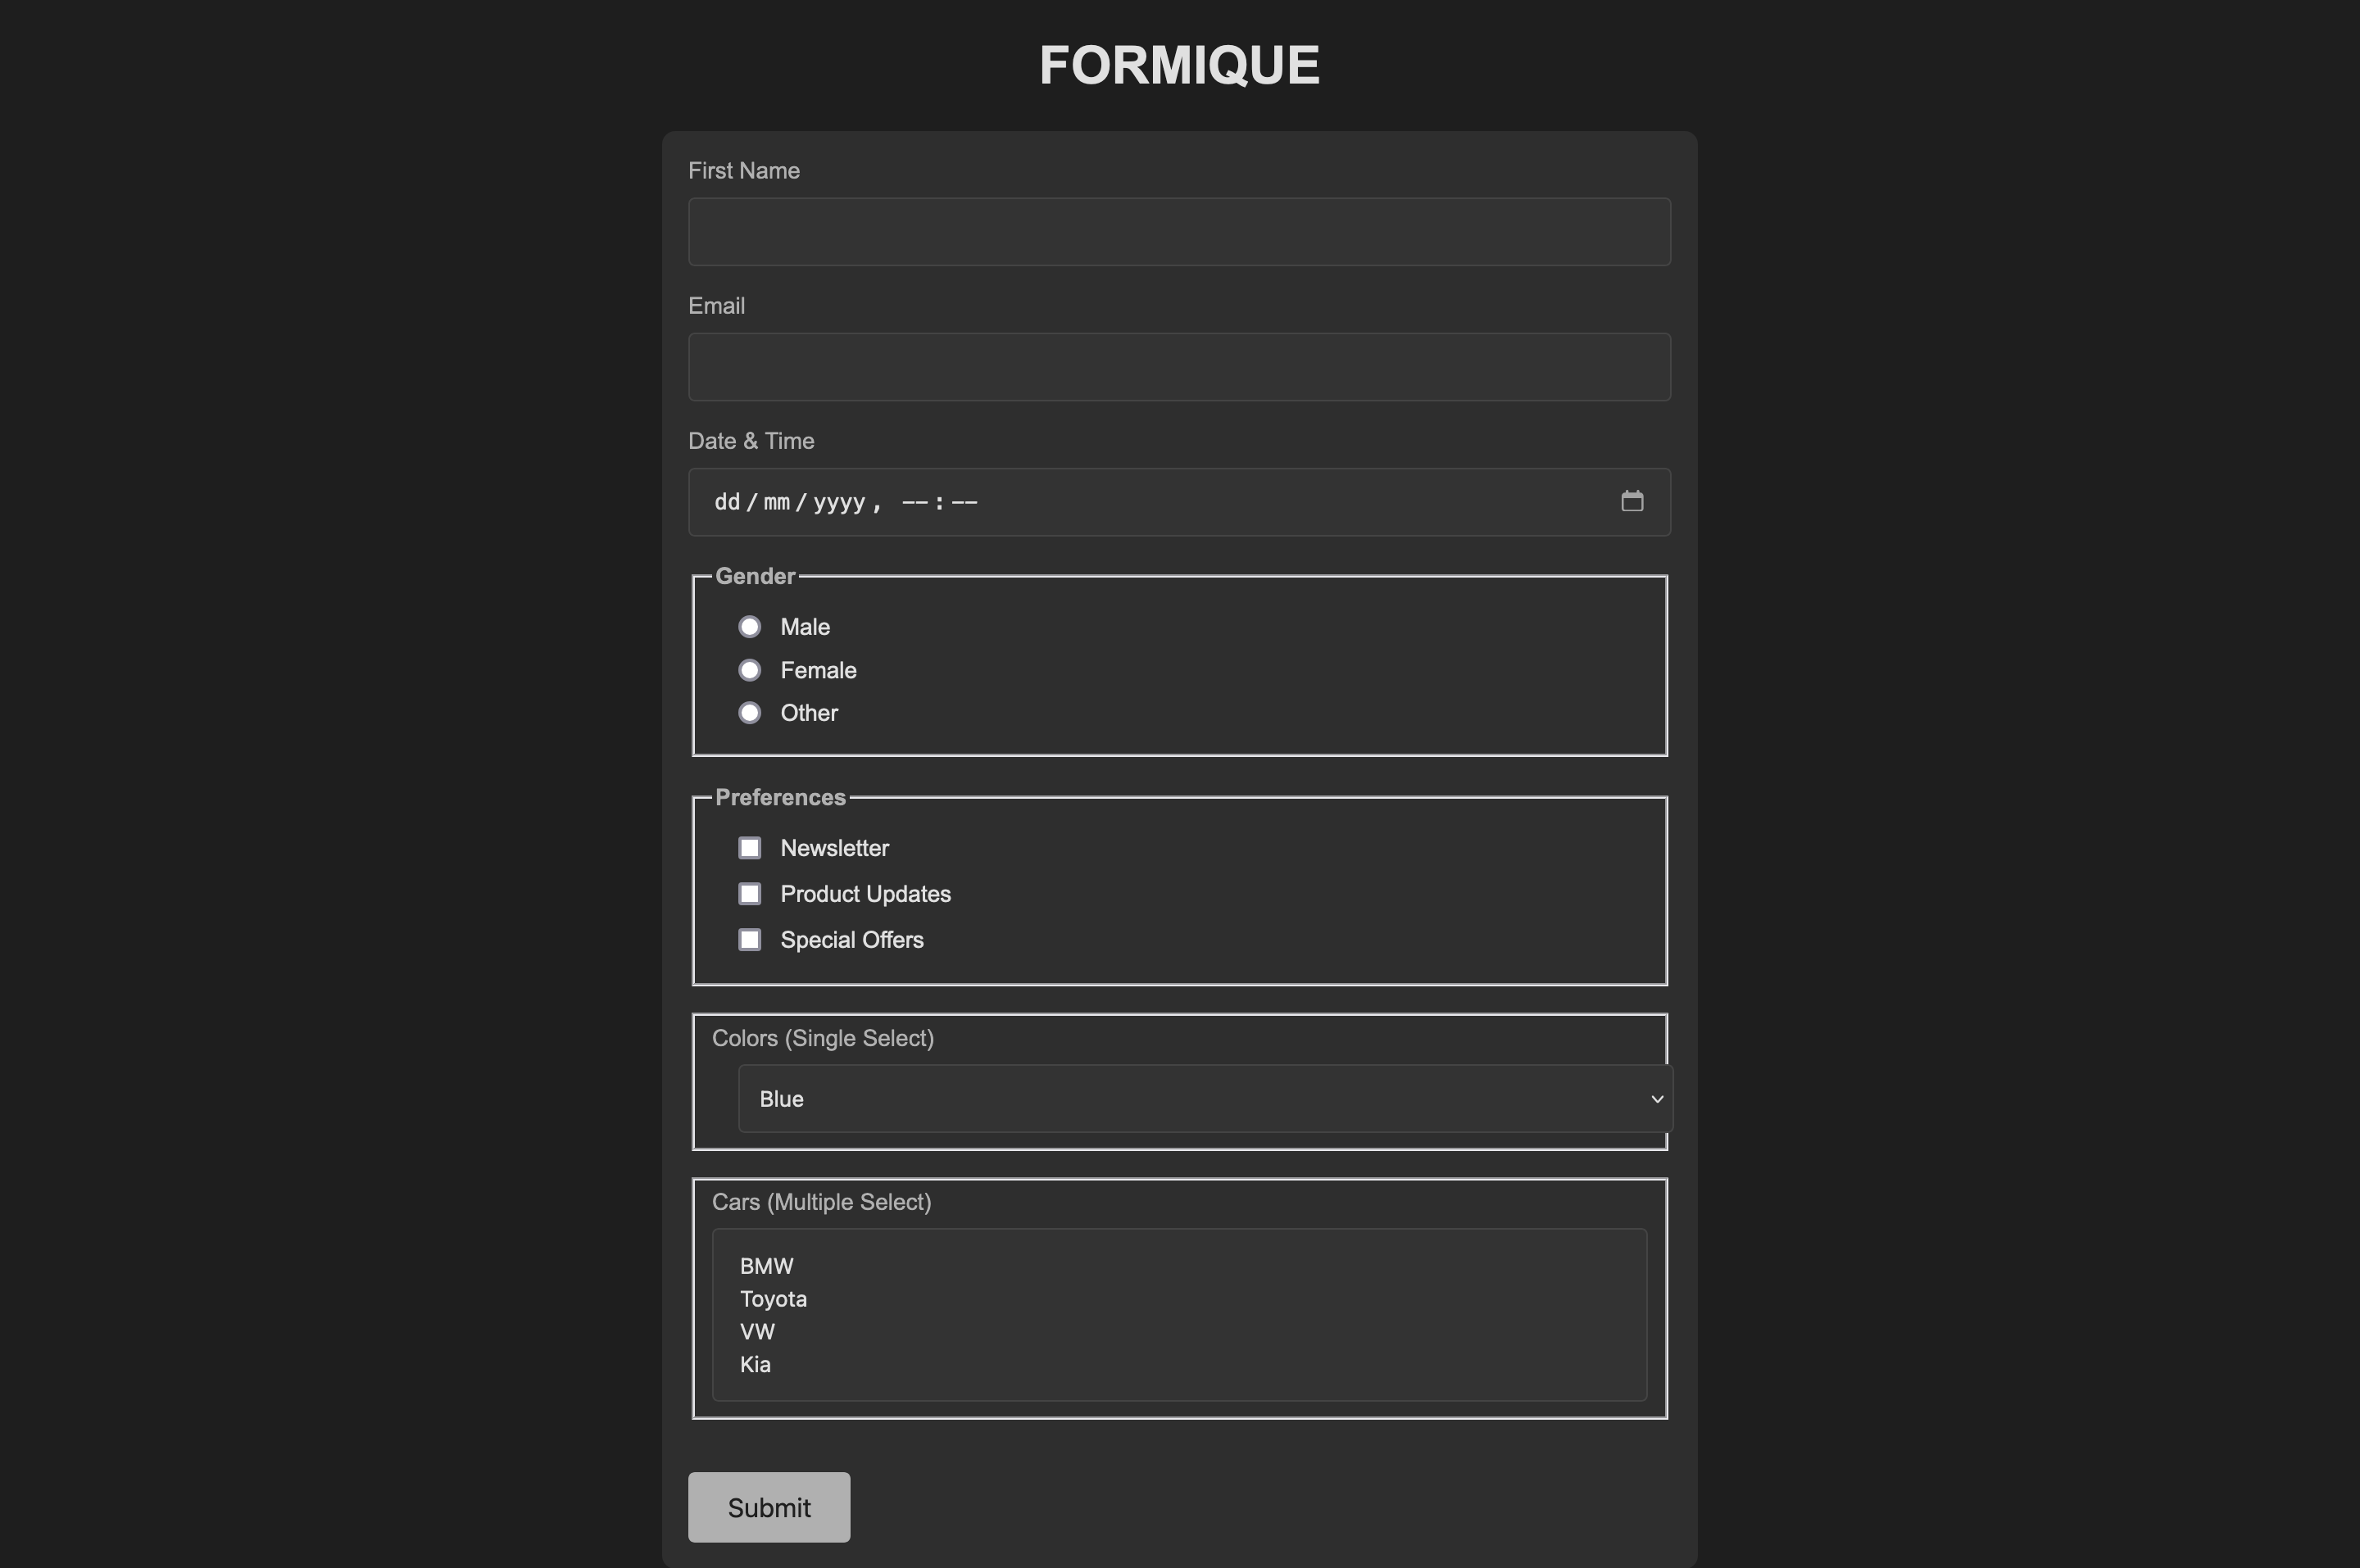 FORMIQUE
First Name
Email
Date & Time
dd/mm/yyyy, --:--
Gender
Male
Female
Other
Preferences
Newsletter
Product Updates
Special Offers
Colors (Single Select)
Blue
Cars (Multiple Select)
BMW
Toyota
VW
Kia
Submit